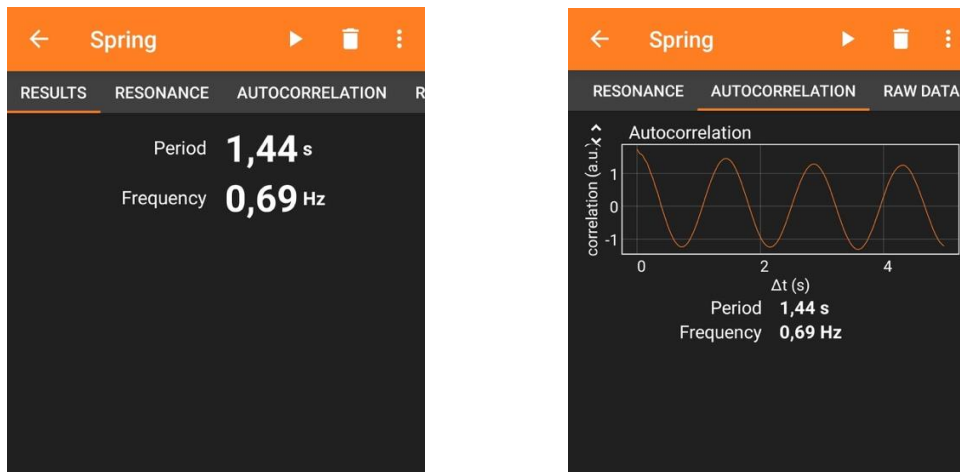 Spring
RESULTS RESONANCE AUTOCORRELATION R
Period 1,44 s
Frequency 0,69 Hz
Spring
RESONANCE AUTOCORRELATION RAW DATA
Autocorrelation
correlation (a.u.)
1
0
-1
0 2 4
Δt (s)
Period 1,44 s
Frequency 0,69 Hz